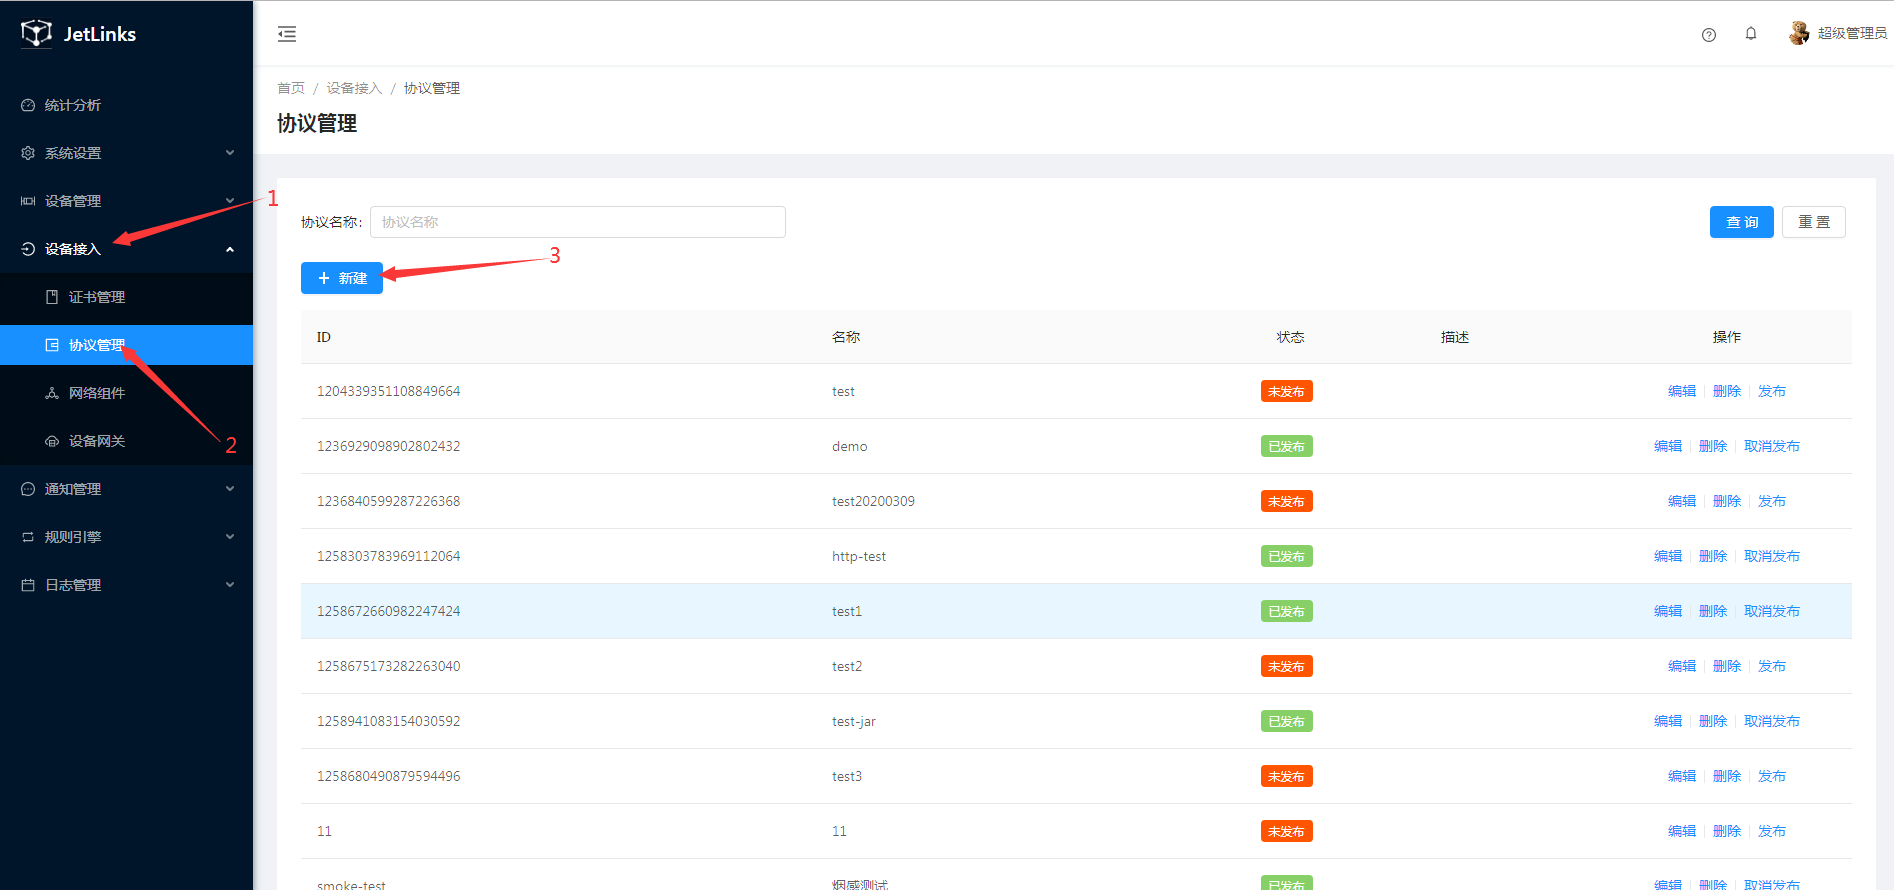 JetLinks
超级管理员
统计分析
系统设置
设备管理
设备接入
证书管理
协议管理
网络组件
设备网关
通知管理
规则引擎
日志管理
1
2
3
首页 / 设备接入 / 协议管理
协议管理
协议名称: 协议名称 查 询 重 置
+ 新建
ID 名称 状态 描述 操作
1204339351108849664 test 未发布 编辑 删除 发布
1236929098902802432 demo 已发布 编辑 删除 取消发布
1236840599287226368 test20200309 未发布 编辑 删除 发布
1258303783969112064 http-test 已发布 编辑 删除 取消发布
1258672660982247424 test1 已发布 编辑 删除 取消发布
1258675173282263040 test2 未发布 编辑 删除 发布
1258941083154030592 test-jar 已发布 编辑 删除 取消发布
1258680490879594496 test3 未发布 编辑 删除 发布
11 11 未发布 编辑 删除 发布
smoke-test 烟感测试 已发布 编辑 删除 取消发布